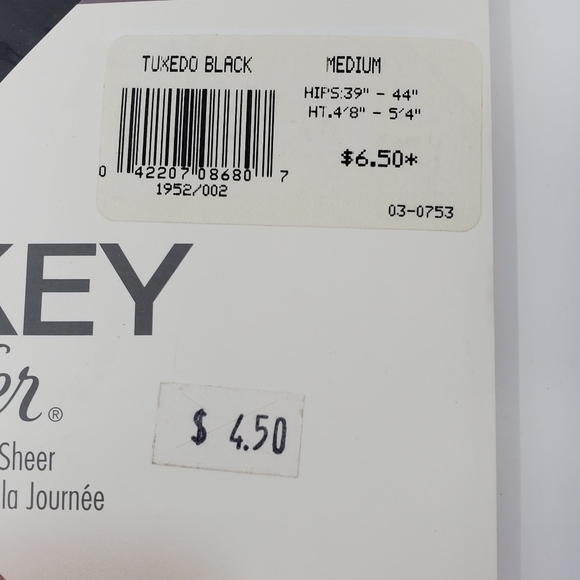 TUXEDO BLACK MEDIUM
HIPS:39" - 44"
HT.4'8" - 5'4"
$6.50*
0 42207 08680 7
1952/002
03-0753
KEY
er®
Sheer
la Journée
$ 4.50